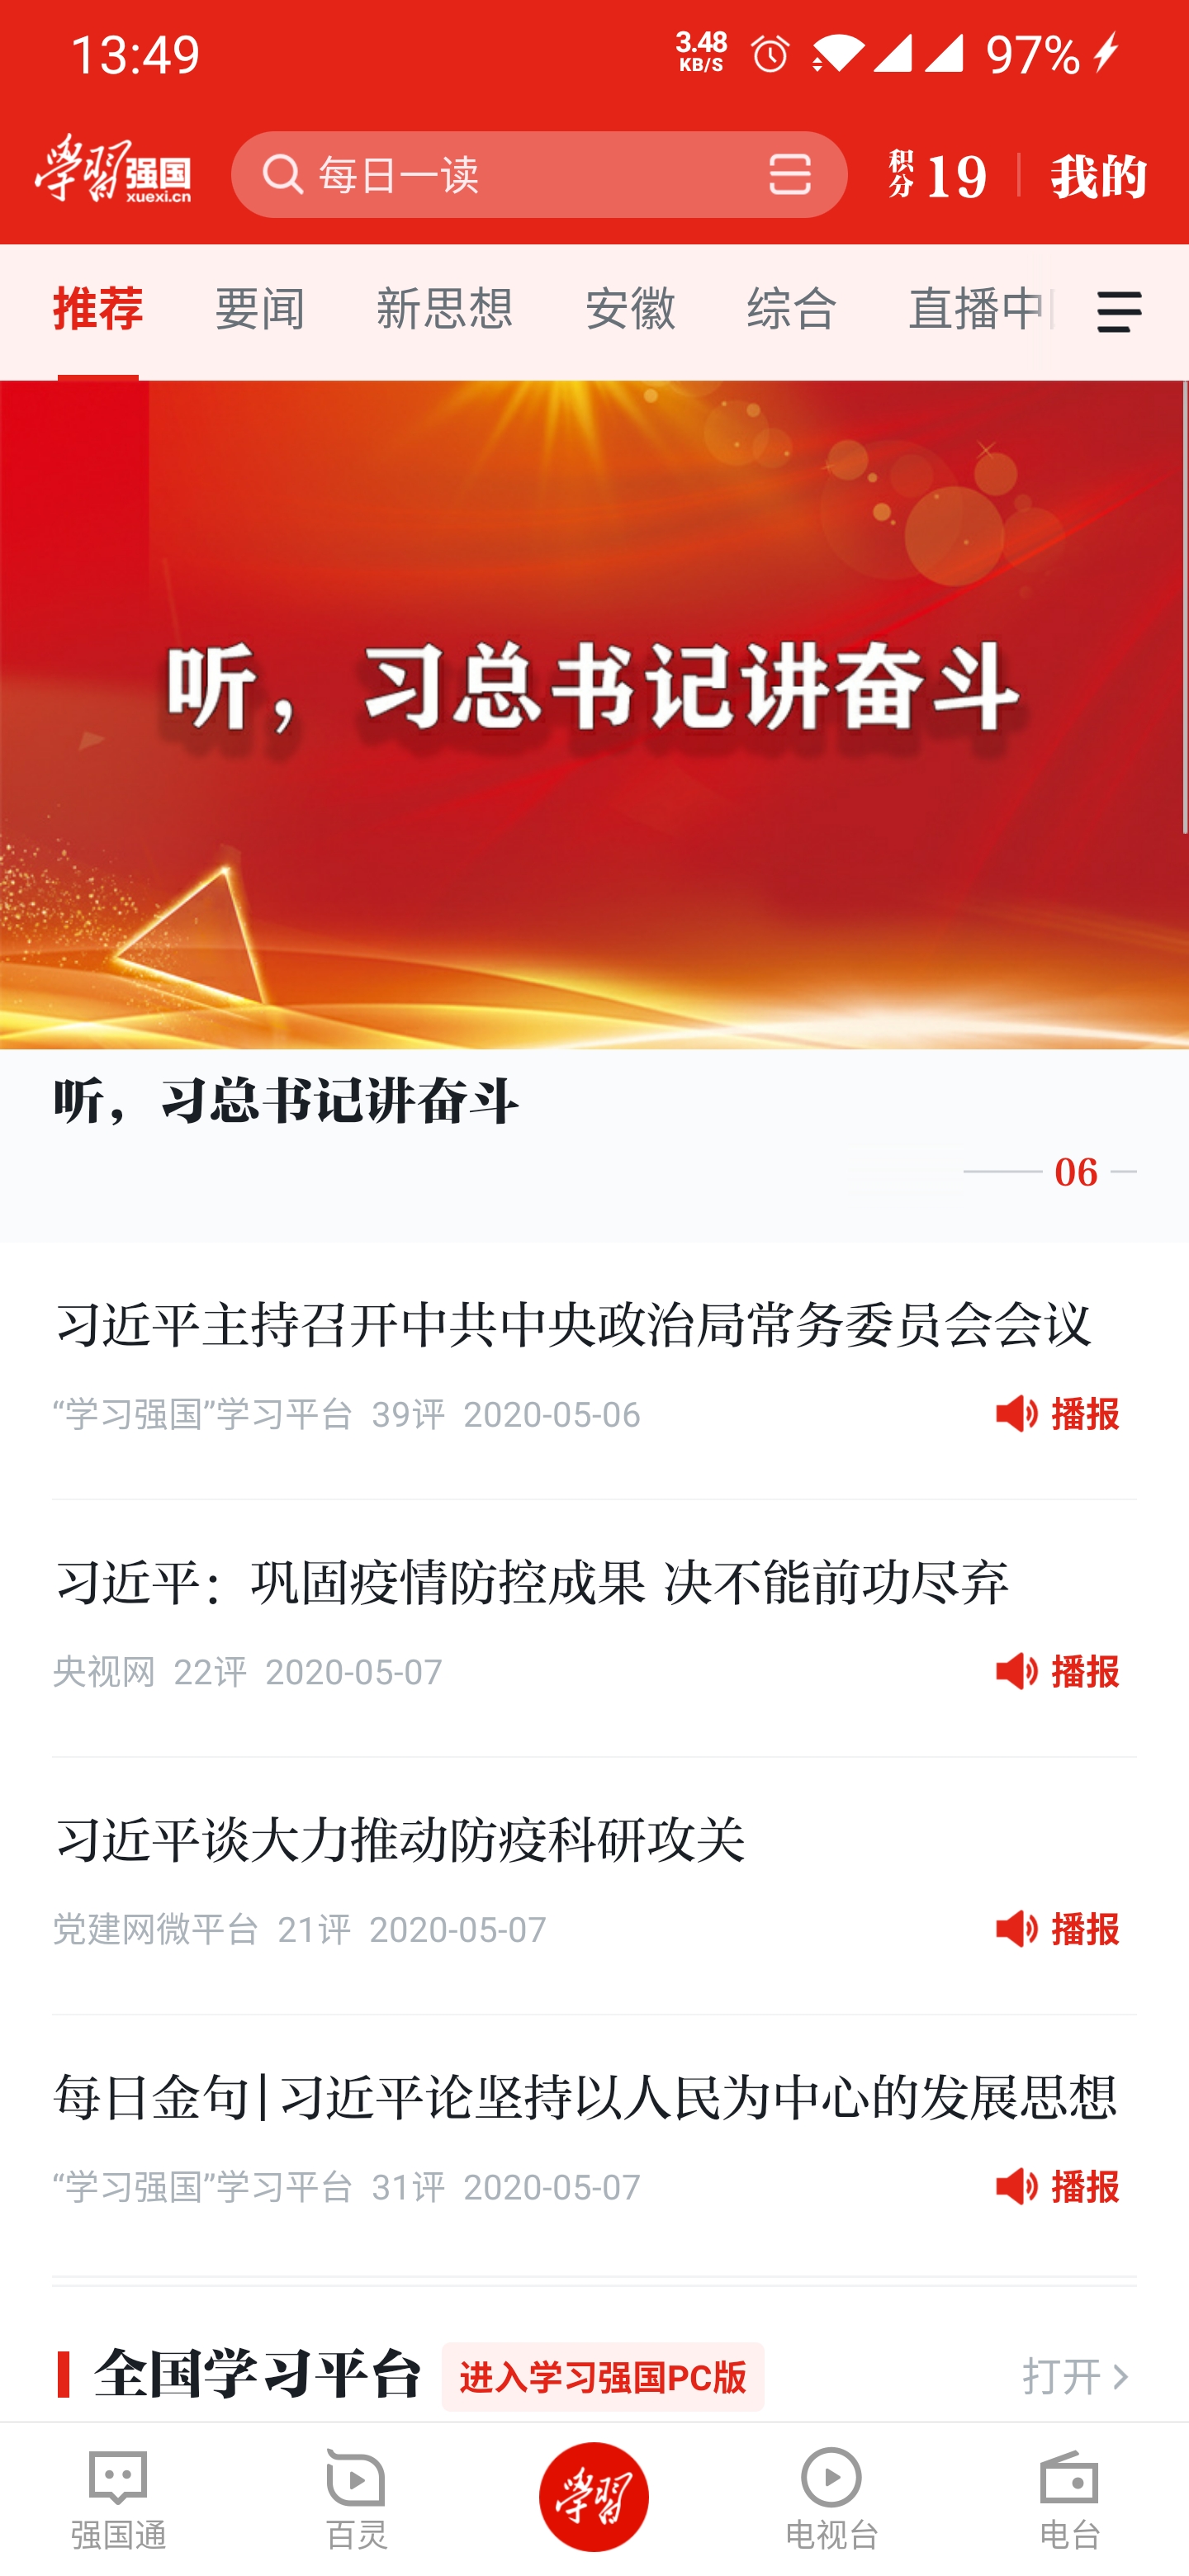 13:49 3.48 KB/S 97%
学习强国 xuexi.cn 每日一读 积分 19 我的
推荐 要闻 新思想 安徽 综合 直播中
听，习总书记讲奋斗
听，习总书记讲奋斗
06
习近平主持召开中共中央政治局常务委员会会议
“学习强国”学习平台 39评 2020-05-06 播报
习近平：巩固疫情防控成果 决不能前功尽弃
央视网 22评 2020-05-07 播报
习近平谈大力推动防疫科研攻关
党建网微平台 21评 2020-05-07 播报
每日金句|习近平论坚持以人民为中心的发展思想
“学习强国”学习平台 31评 2020-05-07 播报
全国学习平台 进入学习强国PC版 打开
强国通 百灵 学習 电视台 电台